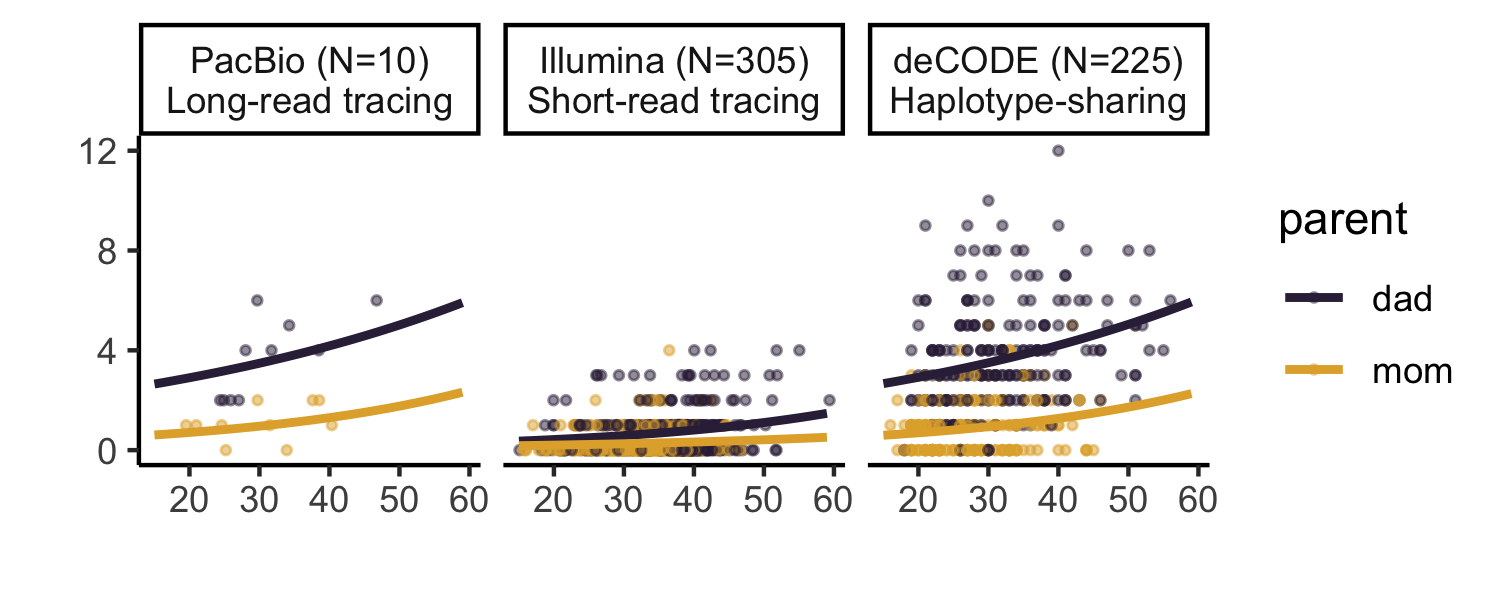 PacBio (N=10)
Long-read tracing
Illumina (N=305)
Short-read tracing
deCODE (N=225)
Haplotype-sharing
12
8
4
0
20 30 40 50 60
20 30 40 50 60
20 30 40 50 60
parent
dad
mom